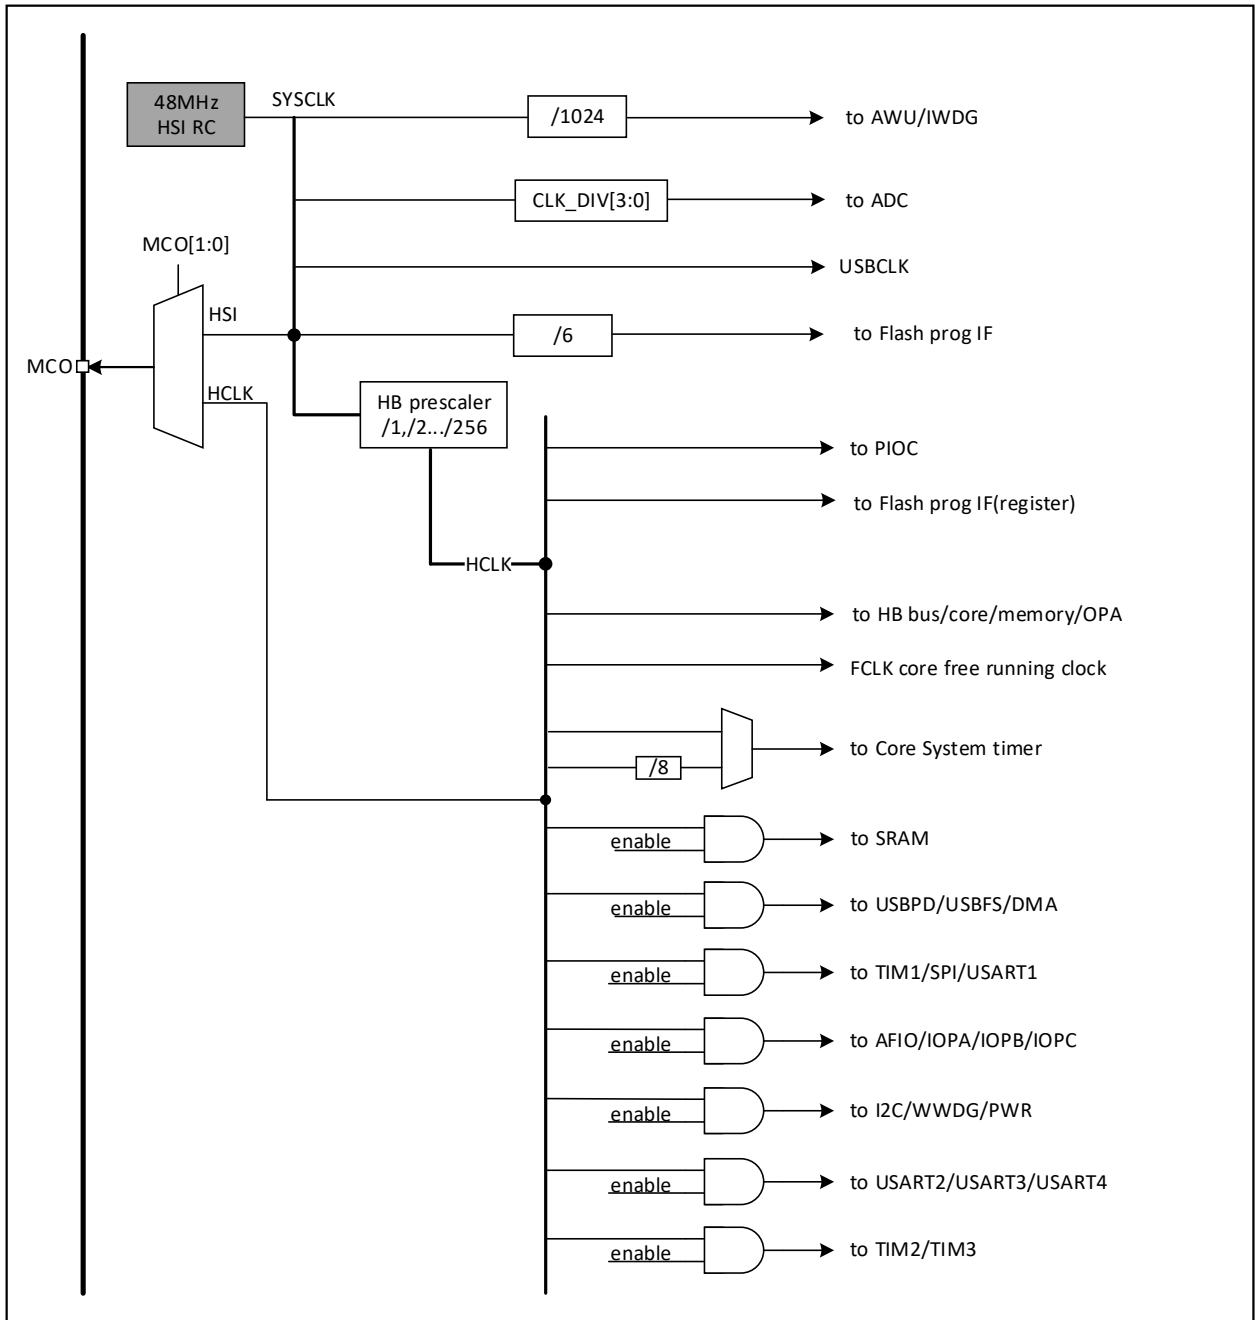 48MHz
HSI RC
SYSCLK
/1024
to AWU/IWDG
CLK_DIV[3:0]
to ADC
MCO[1:0]
USBCLK
HSI
/6
to Flash prog IF
MCO
HCLK
HB prescaler
/1,/2.../256
to PIOC
to Flash prog IF(register)
HCLK
to HB bus/core/memory/OPA
FCLK core free running clock
/8
to Core System timer
enable
to SRAM
enable
to USBPD/USBFS/DMA
enable
to TIM1/SPI/USART1
enable
to AFIO/IOPA/IOPB/IOPC
enable
to I2C/WWDG/PWR
enable
to USART2/USART3/USART4
enable
to TIM2/TIM3